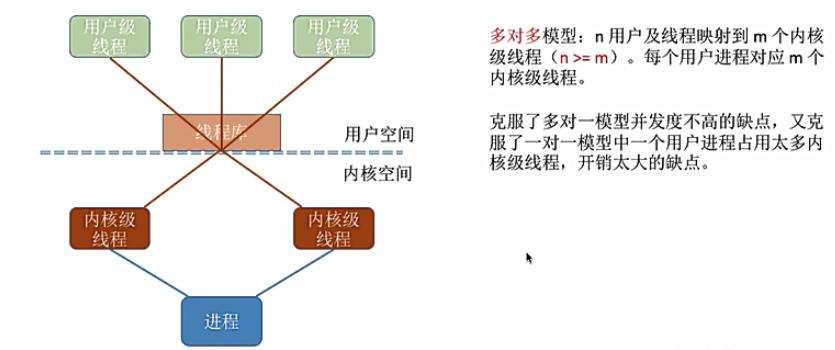 用户级
线程
用户级
线程
用户级
线程
线程库
用户空间
内核空间
内核级
线程
内核级
线程
进程
多对多模型：n 用户及线程映射到 m 个内核
级线程（n >= m）。每个用户进程对应 m 个
内核级线程。
克服了多对一模型并发度不高的缺点，又克
服了一对一模型中一个用户进程占用太多内
核级线程，开销太大的缺点。